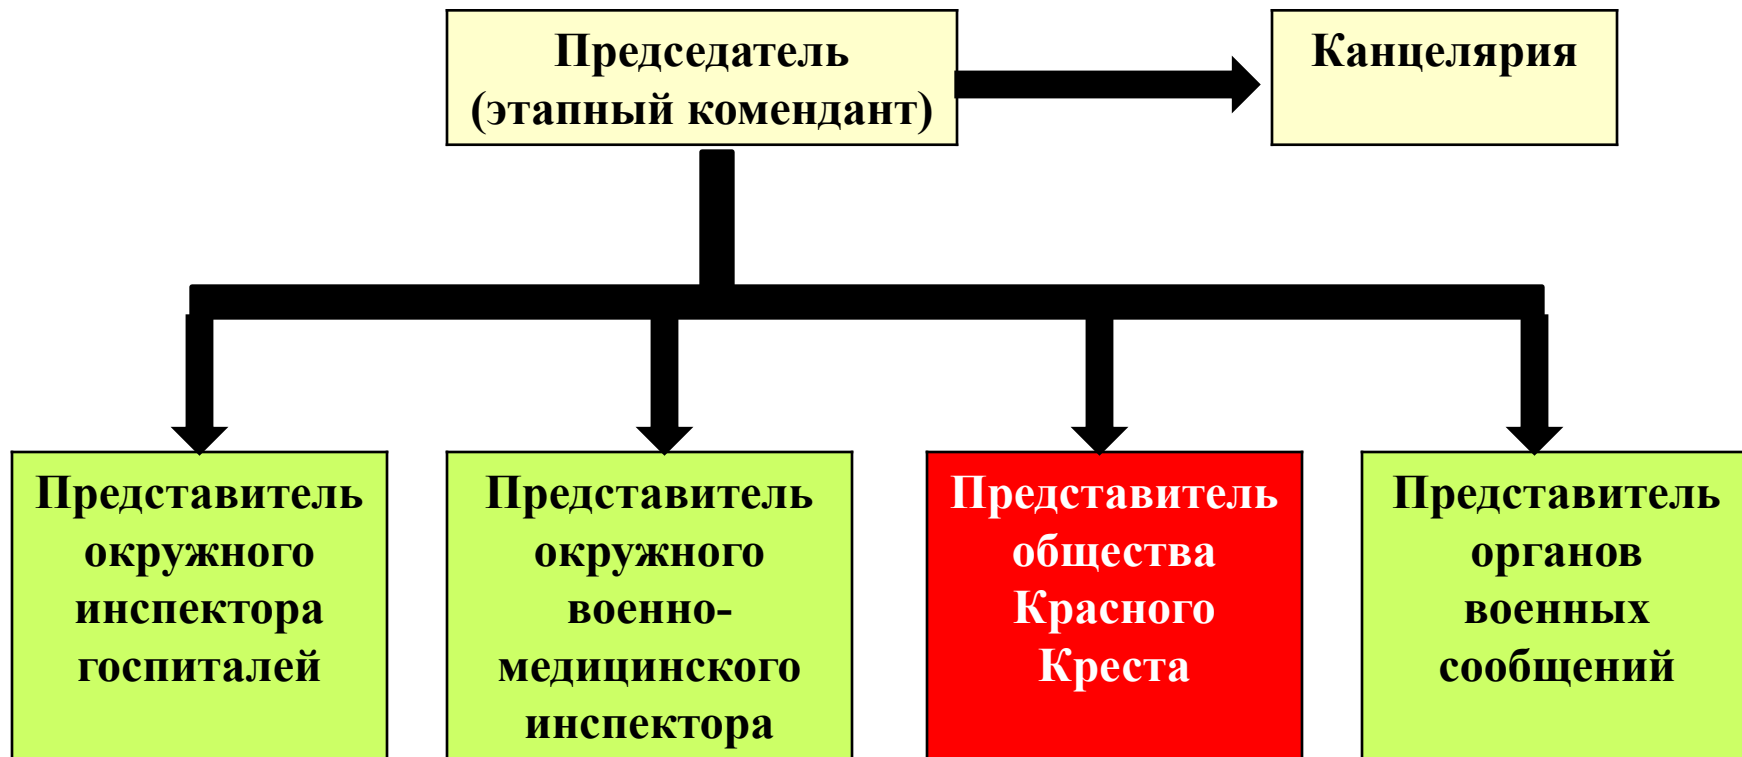 Председатель
(этапный комендант)
Канцелярия
Представитель
окружного
инспектора
госпиталей
Представитель
окружного
военно-
медицинского
инспектора
Представитель
общества
Красного
Креста
Представитель
органов
военных
сообщений